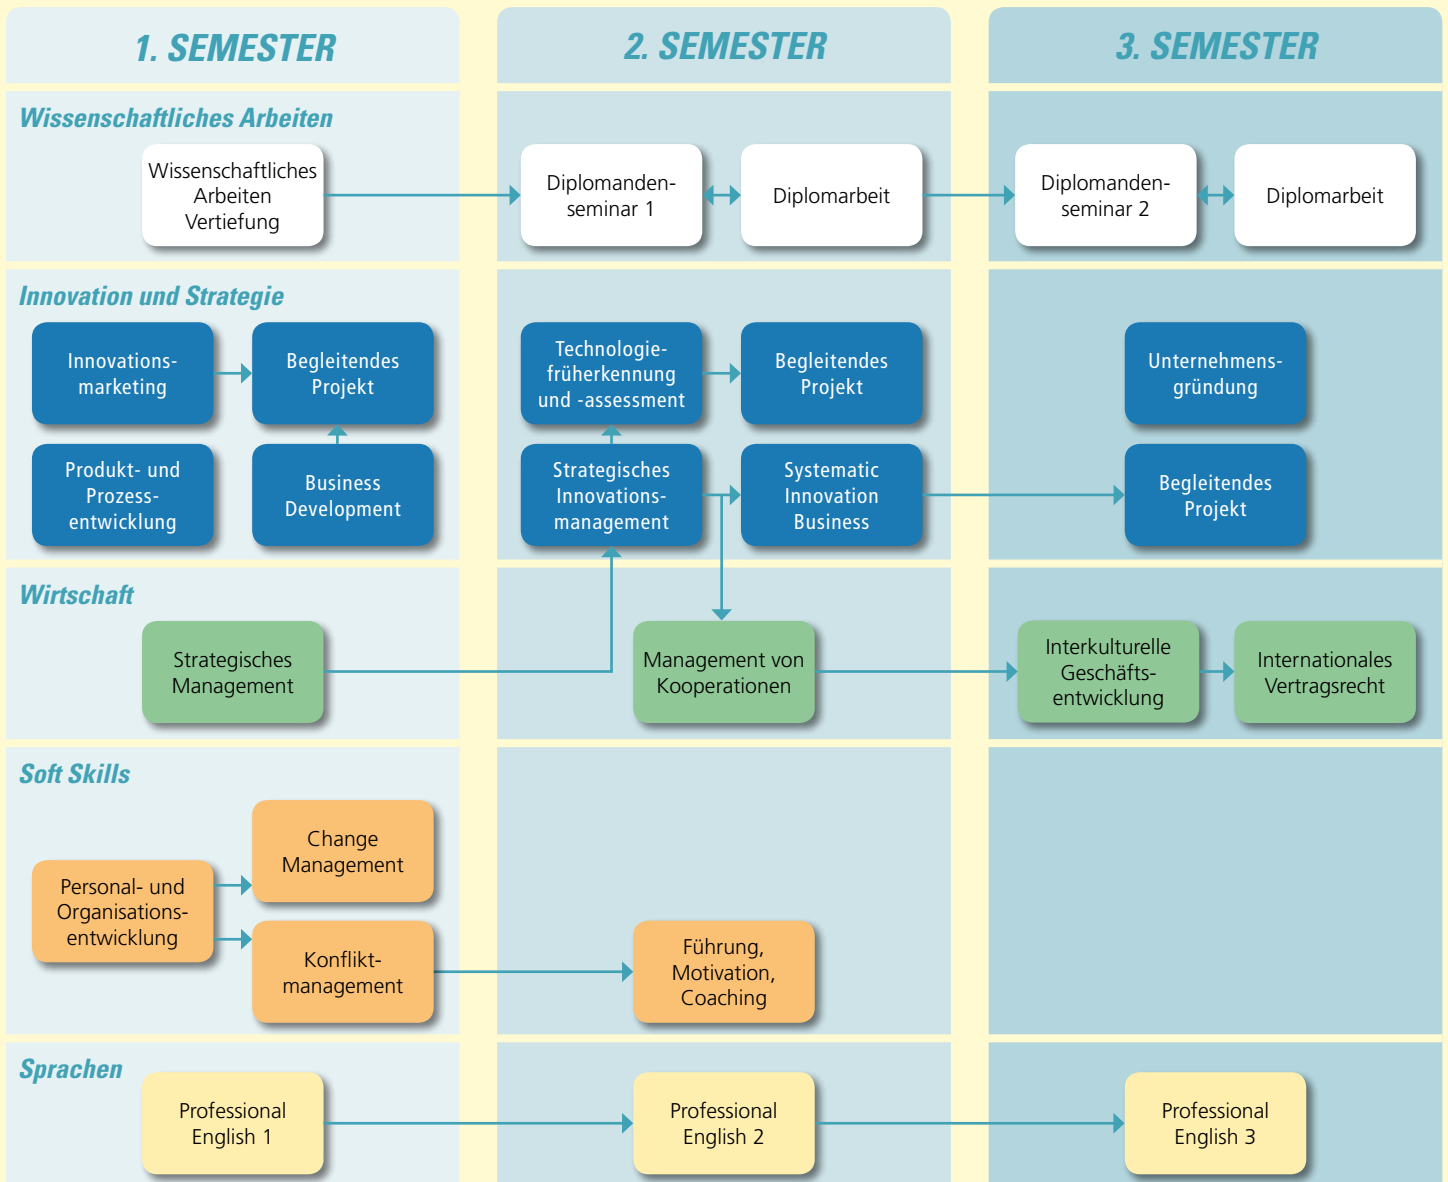 1. SEMESTER
2. SEMESTER
3. SEMESTER
Wissenschaftliches Arbeiten
Wissenschaftliches
Arbeiten
Vertiefung
Diplomanden-
seminar 1
Diplomarbeit
Diplomanden-
seminar 2
Diplomarbeit
Innovation und Strategie
Innovations-
marketing
Begleitendes
Projekt
Technologie-
früherkennung
und -assessment
Begleitendes
Projekt
Unternehmens-
gründung
Produkt- und
Prozess-
entwicklung
Business
Development
Strategisches
Innovations-
management
Systematic
Innovation
Business
Begleitendes
Projekt
Wirtschaft
Strategisches
Management
Management von
Kooperationen
Interkulturelle
Geschäfts-
entwicklung
Internationales
Vertragsrecht
Soft Skills
Change
Management
Personal- und
Organisations-
entwicklung
Konflikt-
management
Führung,
Motivation,
Coaching
Sprachen
Professional
English 1
Professional
English 2
Professional
English 3